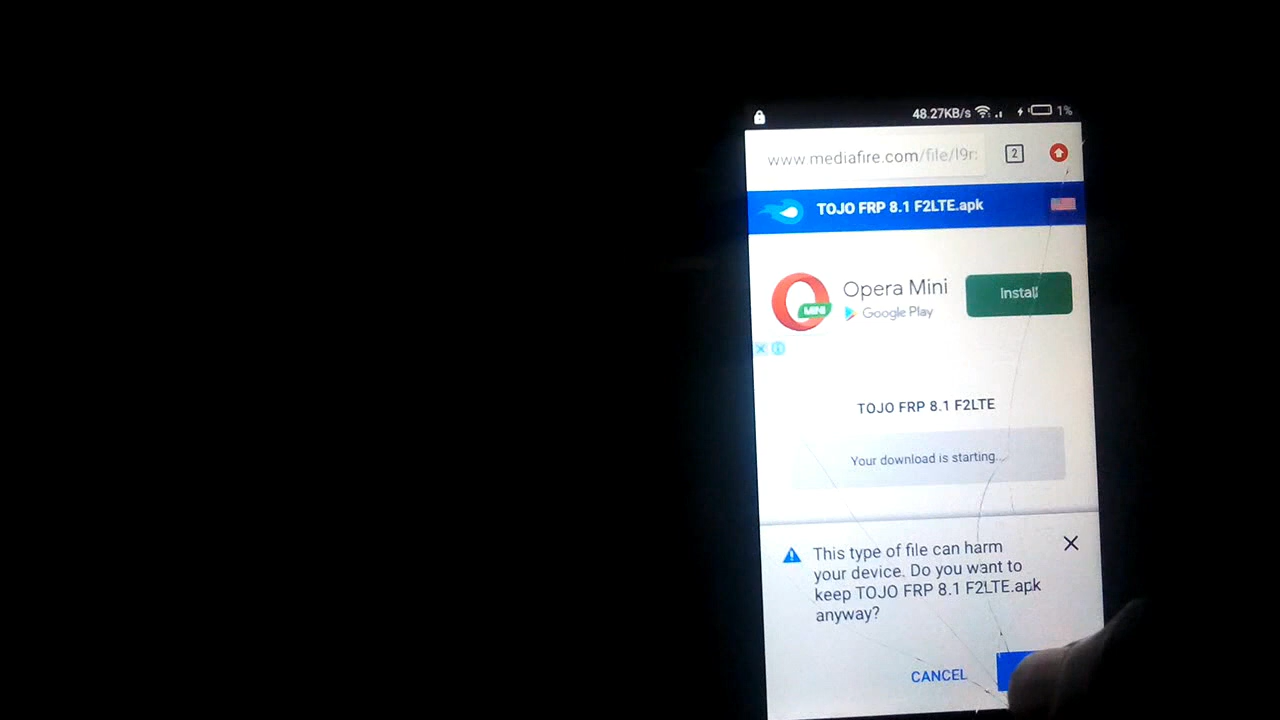 48.27KB/s 1%
www.mediafire.com/file/l9r:
2
TOJO FRP 8.1 F2LTE.apk
Opera Mini
Install
MINI
Google Play
TOJO FRP 8.1 F2LTE
Your download is starting...
This type of file can harm
your device. Do you want to
keep TOJO FRP 8.1 F2LTE.apk
anyway?
CANCEL